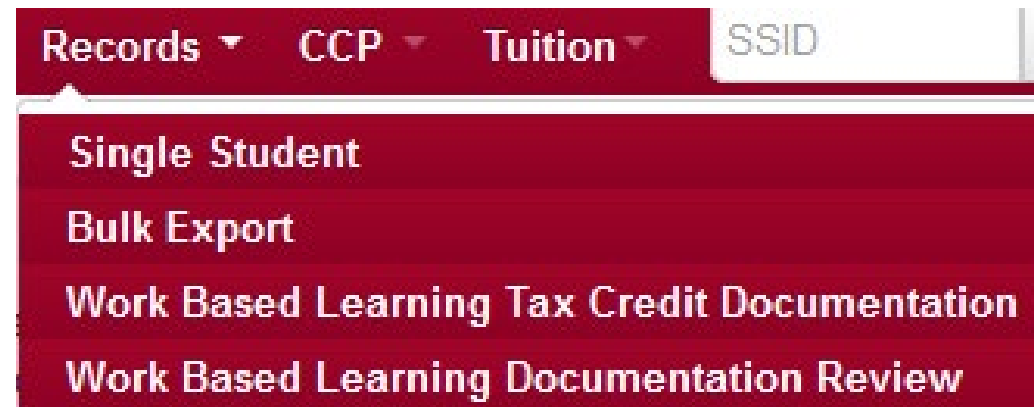 Records CCP Tuition SSID
Single Student
Bulk Export
Work Based Learning Tax Credit Documentation
Work Based Learning Documentation Review